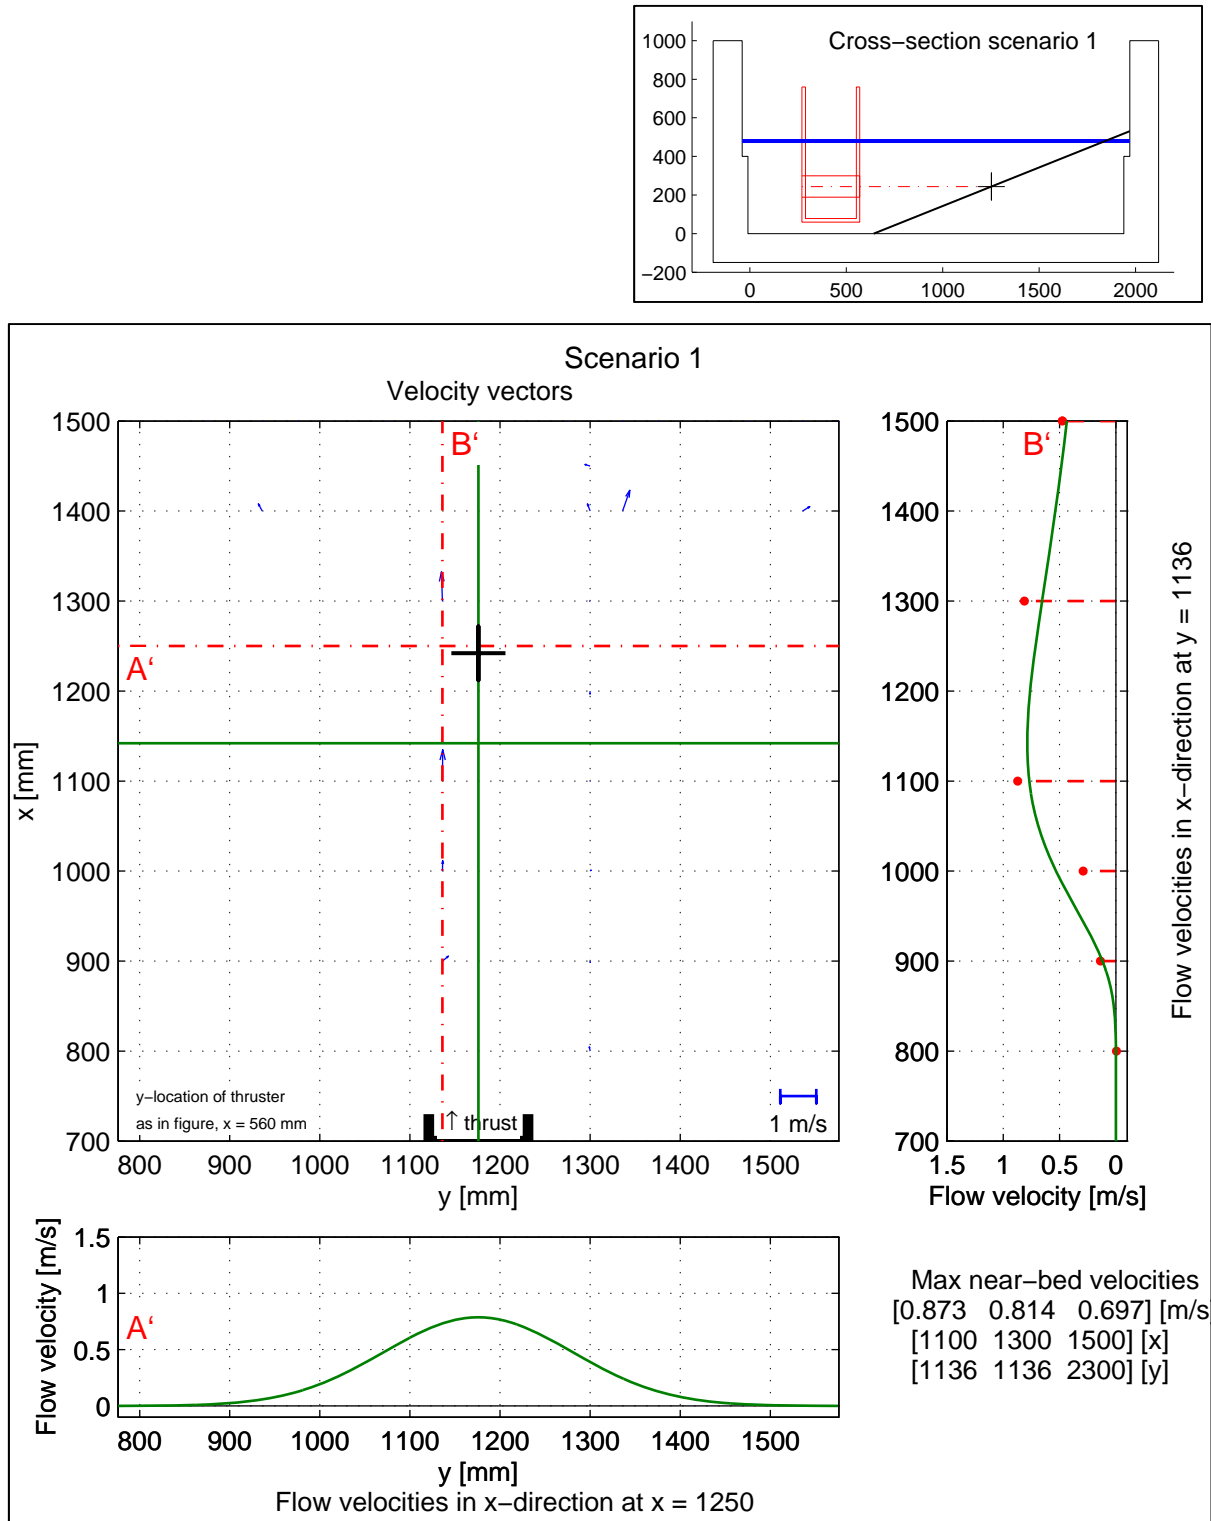 Cross−section scenario 1
1000
800
600
400
200
0
−200
0 500 1000 1500 2000
Scenario 1
Velocity vectors
1500
1400
1300
1200
1100
1000
900
800
700
x [mm]
B‘
A‘
y−location of thruster
as in figure, x = 560 mm
↑ thrust
1 m/s
800 900 1000 1100 1200 1300 1400 1500
y [mm]
B‘
1500
1400
1300
1200
1100
1000
900
800
700
1.5 1 0.5 0
Flow velocity [m/s]
Flow velocities in x−direction at y = 1136
Flow velocity [m/s]
1.5
1
0.5
0
A‘
800 900 1000 1100 1200 1300 1400 1500
y [mm]
Flow velocities in x−direction at x = 1250
Max near−bed velocities
[0.873 0.814 0.697] [m/s
[1100 1300 1500] [x]
[1136 1136 2300] [y]